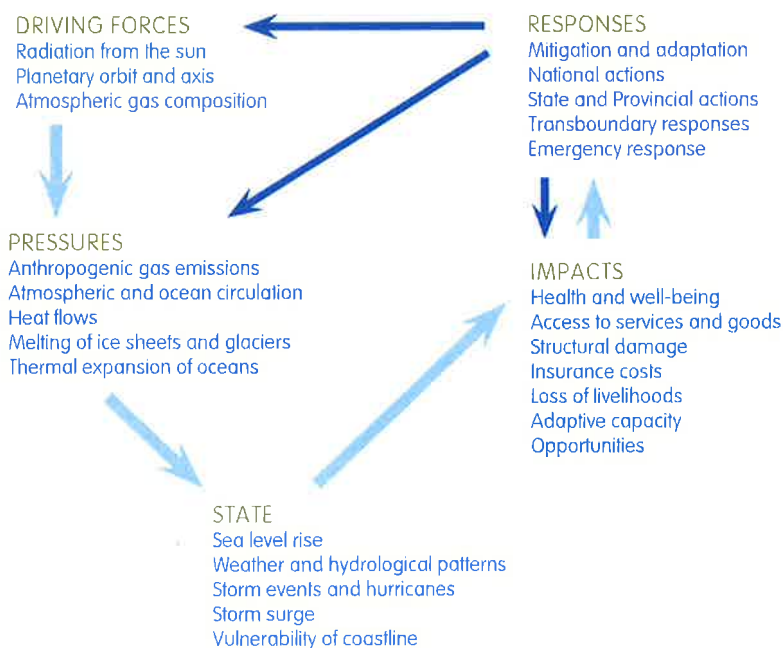 DRIVING FORCES
Radiation from the sun
Planetary orbit and axis
Atmospheric gas composition
RESPONSES
Mitigation and adaptation
National actions
State and Provincial actions
Transboundary responses
Emergency response
PRESSURES
Anthropogenic gas emissions
Atmospheric and ocean circulation
Heat flows
Melting of ice sheets and glaciers
Thermal expansion of oceans
IMPACTS
Health and well-being
Access to services and goods
Structural damage
Insurance costs
Loss of livelihoods
Adaptive capacity
Opportunities
STATE
Sea level rise
Weather and hydrological patterns
Storm events and hurricanes
Storm surge
Vulnerability of coastline